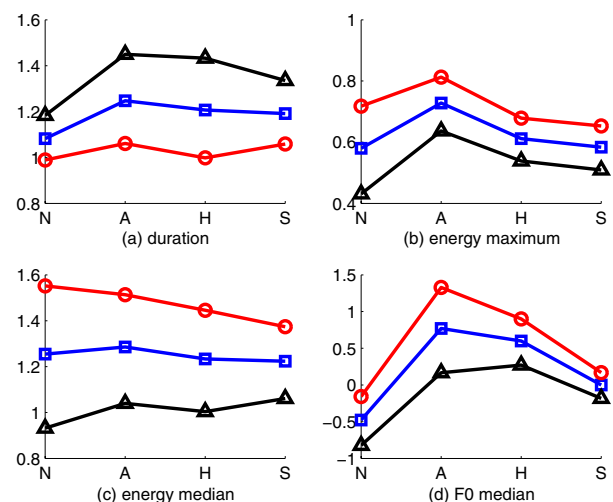 1.6
1.4
1.2
1
0.8
N A H S
(a) duration
1
0.8
0.6
0.4
N A H S
(b) energy maximum
1.6
1.4
1.2
1
0.8
N A H S
(c) energy median
1.5
1
0.5
0
−0.5
−1
N A H S
(d) F0 median